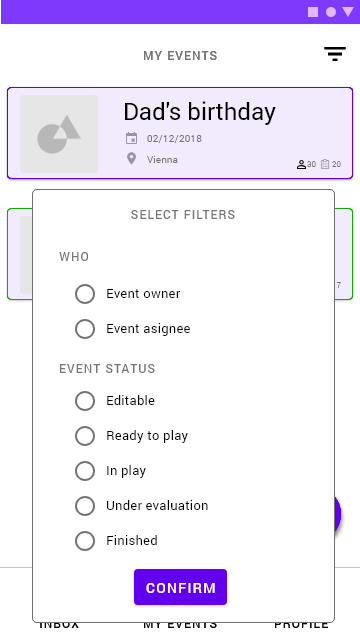 MY EVENTS
Dad's birthday
02/12/2018
Vienna
30 20
7
SELECT FILTERS
WHO
Event owner
Event asignee
EVENT STATUS
Editable
Ready to play
In play
Under evaluation
Finished
CONFIRM
INBOX MY EVENTS PROFILE